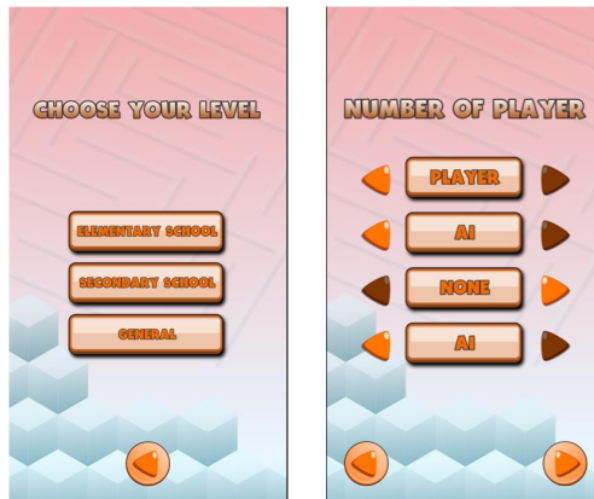 CHOOSE YOUR LEVEL
ELEMENTARY SCHOOL
SECONDARY SCHOOL
GENERAL
NUMBER OF PLAYER
PLAYER
AI
NONE
AI